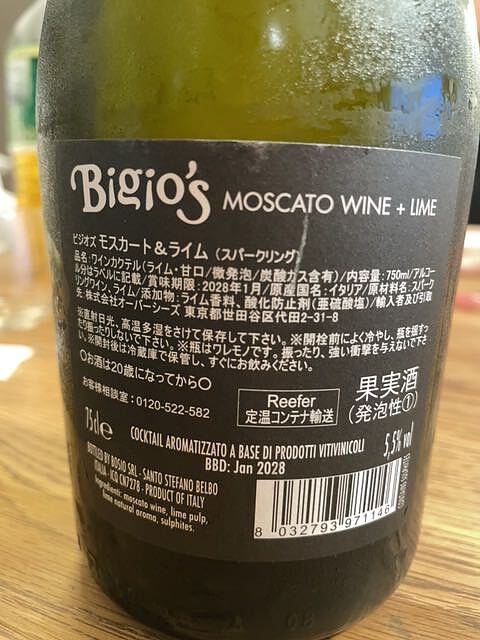 Bigio's MOSCATO WINE + LIME
ビジオズ モスカート＆ライム (スパークリング)
品名:ワインカクテル(ライム・甘口/微発泡/炭酸ガス含有)/内容量:750ml/アルコー
ル分はラベルに記載/賞味期限:2028年1月/原産国名:イタリア/原材料名:スパーク
リングワイン、ライム/添加物:ライム香料、酸化防止剤(亜硫酸塩)/輸入者及び引取
先 株式会社オーバーシーズ 東京都世田谷区代田2-31-8
※直射日光、高温多湿をさけて保存して下さい。※開栓前によく冷やし、瓶を揺すっ
たり振ったりしないで下さい。※瓶はワレモノです。振ったり、強い衝撃を与えないで下さ
い。※開封後は冷蔵庫で保管し、すぐにお飲みください。
〇お酒は20歳になってから〇
お客様相談室:0120-522-582
Reefer
定温コンテナ輸送
果実酒
(発泡性①)
75cl e
COCKTAIL AROMATIZZATO A BASE DI PRODOTTI VITIVINICOLI
5,5% vol
BBD: Jan 2028
BOTTLED BY BOSIO SRL - SANTO STEFANO BELBO
ITALIA - ICQ CN7278 - PRODUCT OF ITALY
Ingredients: moscato wine, lime pulp,
lime natural aroma, sulphites.
8 032793 971146